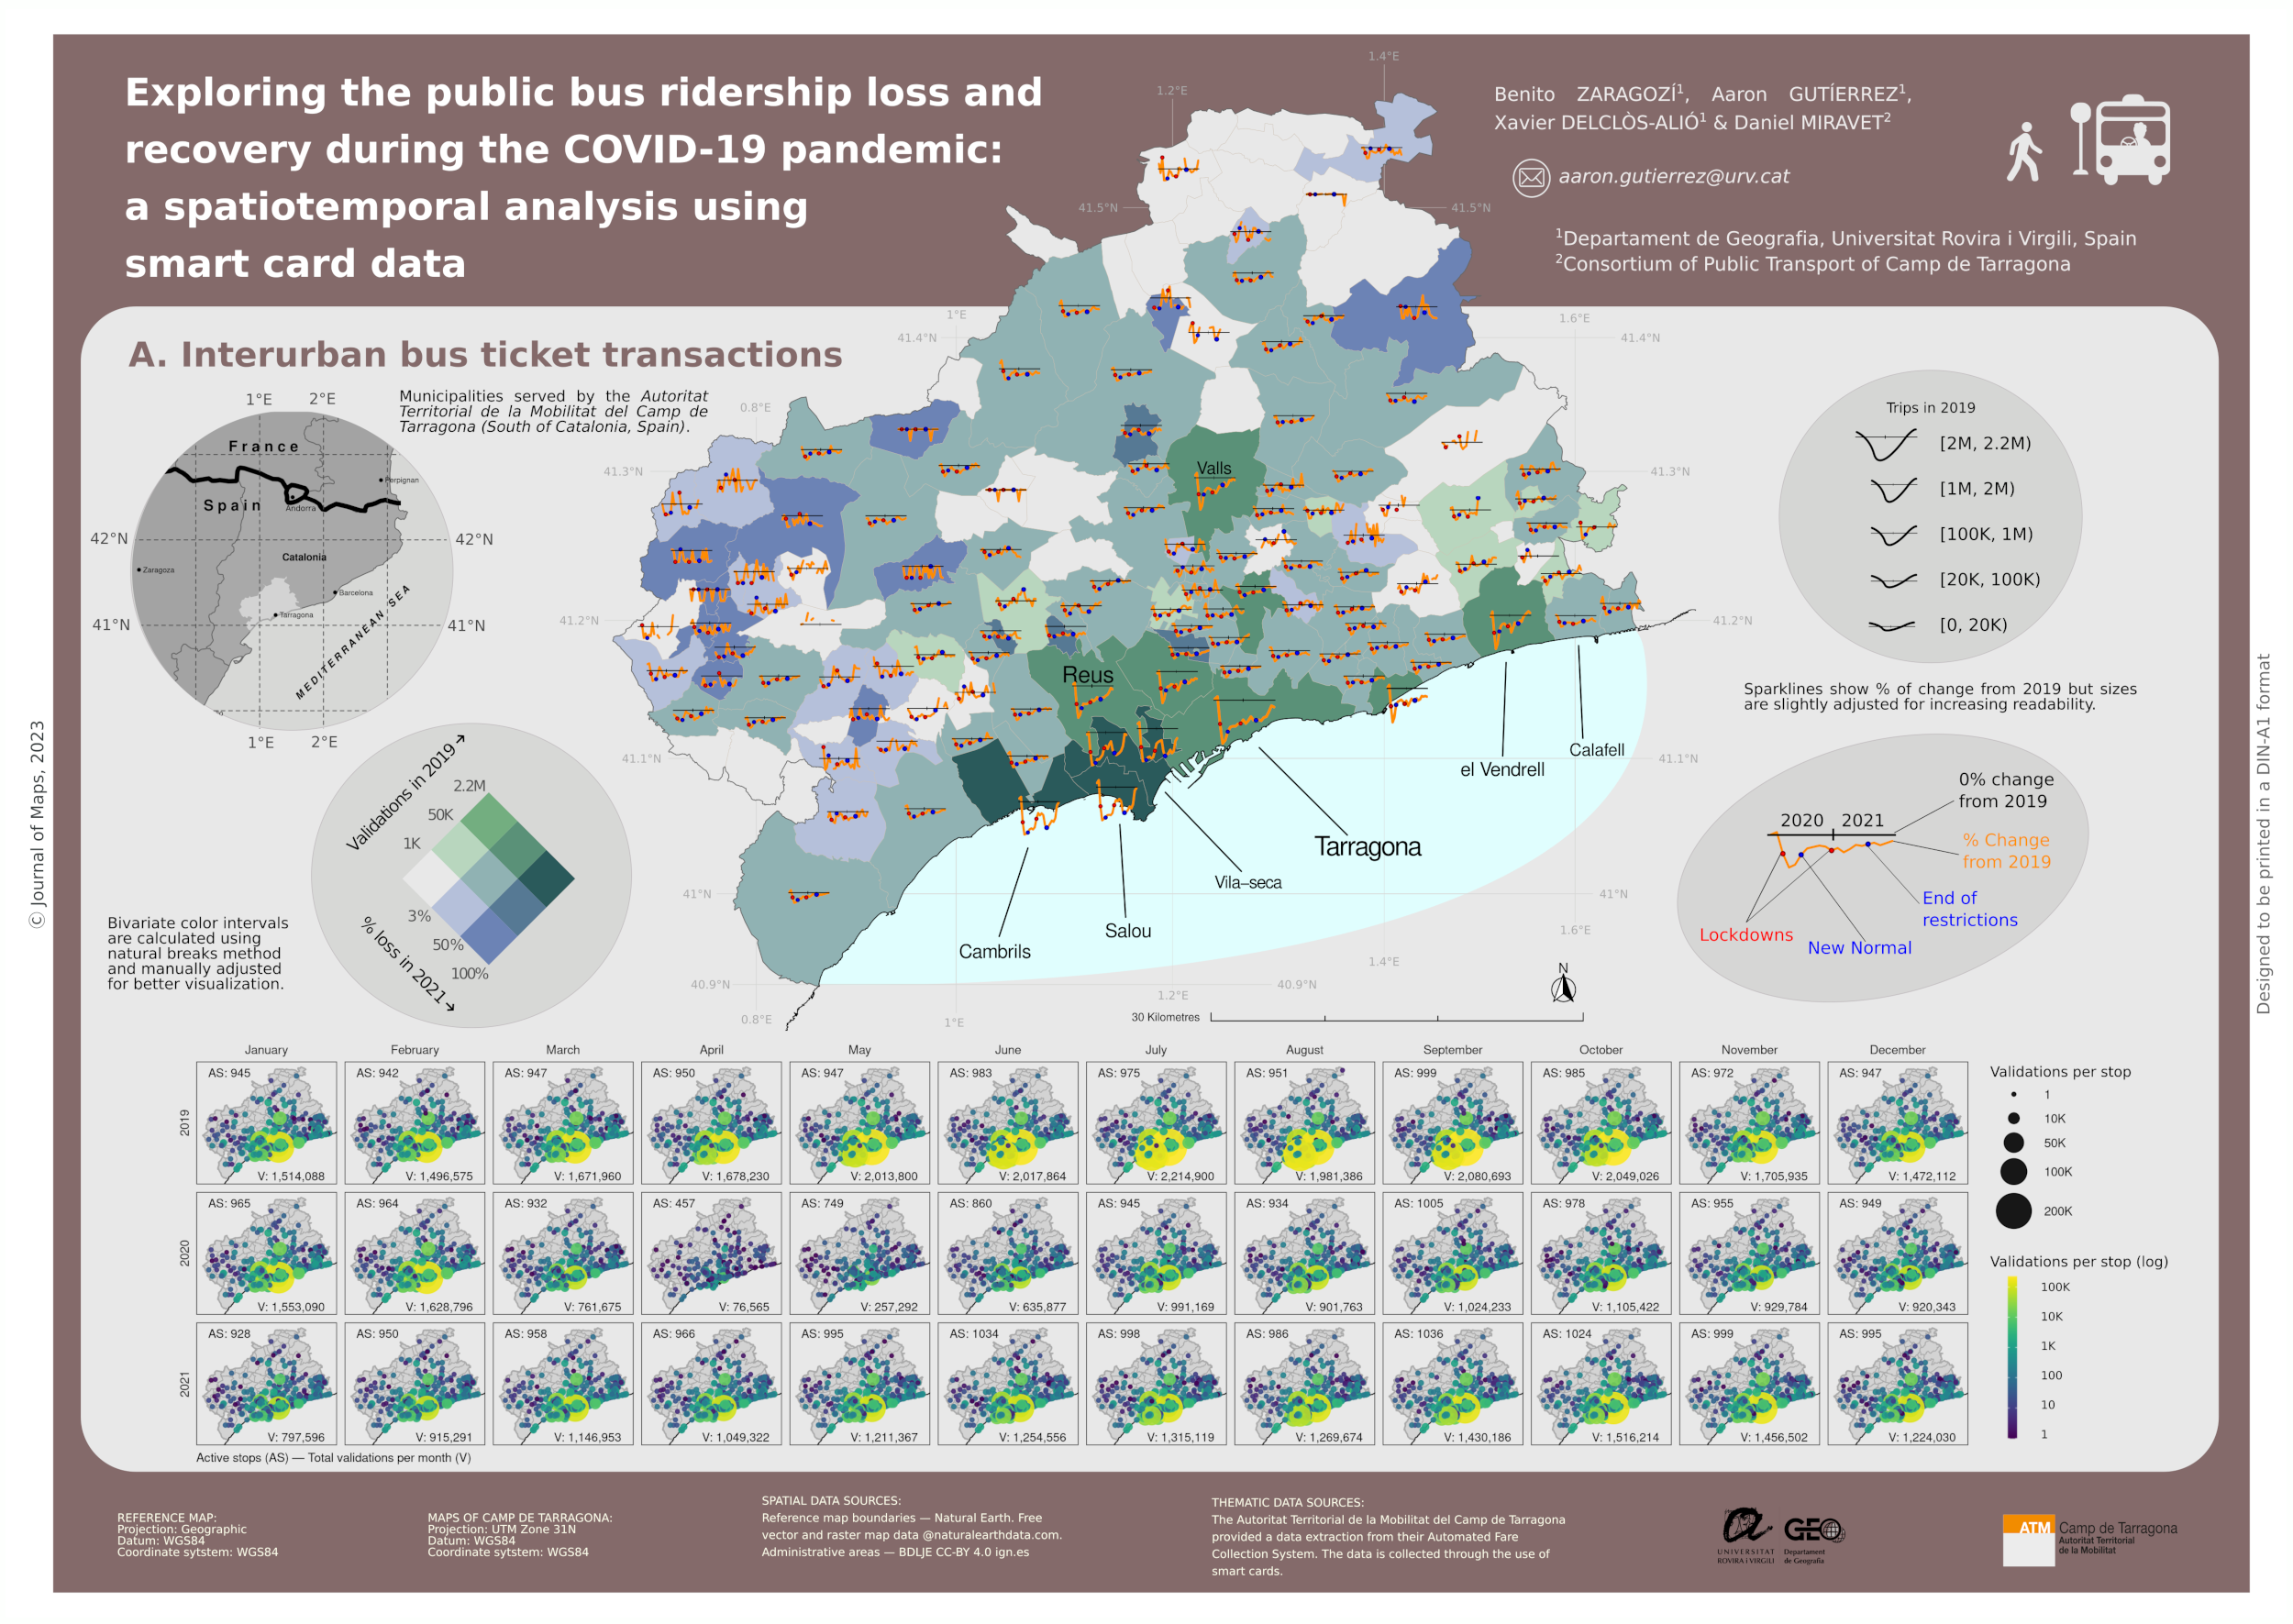 Exploring the public bus ridership loss and
recovery during the COVID-19 pandemic:
a spatiotemporal analysis using
smart card data
Benito ZARAGOZÍ1, Aaron GUTÍERREZ1,
Xavier DELCLÒS-ALIÓ1 & Daniel MIRAVET2
aaron.gutierrez@urv.cat
1Departament de Geografia, Universitat Rovira i Virgili, Spain
2Consortium of Public Transport of Camp de Tarragona
A. Interurban bus ticket transactions
Municipalities served by the Autoritat
Territorial de la Mobilitat del Camp de
Tarragona (South of Catalonia, Spain).
1°E 2°E
France
Perpignan
Spain
Andorra
42°N 42°N
Catalonia
Zaragoza
Barcelona
Tarragona
41°N 41°N
MEDITERRANEAN SEA
1°E 2°E
Validations in 2019
2.2M
50K
1K
3%
50%
100%
% loss in 2021
Bivariate color intervals
are calculated using
natural breaks method
and manually adjusted
for better visualization.
1.4°E
1.2°E
41.5°N 41.5°N
1°E 1.6°E
41.4°N 41.4°N
0.8°E
41.3°N 41.3°N
41.2°N 41.2°N
41.1°N 41.1°N
41°N 41°N
1.6°E
1.4°E
40.9°N 1.2°E 40.9°N
0.8°E 1°E
Valls
Reus
Calafell
el Vendrell
Tarragona
Vila–seca
Salou
Cambrils
N
30 Kilometres
Trips in 2019
[2M, 2.2M)
[1M, 2M)
[100K, 1M)
[20K, 100K)
[0, 20K)
Sparklines show % of change from 2019 but sizes
are slightly adjusted for increasing readability.
0% change
from 2019
2020 2021
% Change
from 2019
End of
restrictions
Lockdowns
New Normal
January February March April May June July August September October November December
2019
AS: 945 AS: 942 AS: 947 AS: 950 AS: 947 AS: 983 AS: 975 AS: 951 AS: 999 AS: 985 AS: 972 AS: 947
V: 1,514,088 V: 1,496,575 V: 1,671,960 V: 1,678,230 V: 2,013,800 V: 2,017,864 V: 2,214,900 V: 1,981,386 V: 2,080,693 V: 2,049,026 V: 1,705,935 V: 1,472,112
2020
AS: 965 AS: 964 AS: 932 AS: 457 AS: 749 AS: 860 AS: 945 AS: 934 AS: 1005 AS: 978 AS: 955 AS: 949
V: 1,553,090 V: 1,628,796 V: 761,675 V: 76,565 V: 257,292 V: 635,877 V: 991,169 V: 901,763 V: 1,024,233 V: 1,105,422 V: 929,784 V: 920,343
2021
AS: 928 AS: 950 AS: 958 AS: 966 AS: 995 AS: 1034 AS: 998 AS: 986 AS: 1036 AS: 1024 AS: 999 AS: 995
V: 797,596 V: 915,291 V: 1,146,953 V: 1,049,322 V: 1,211,367 V: 1,254,556 V: 1,315,119 V: 1,269,674 V: 1,430,186 V: 1,516,214 V: 1,456,502 V: 1,224,030
Active stops (AS) — Total validations per month (V)
Validations per stop
1
10K
50K
100K
200K
Validations per stop (log)
100K
10K
1K
100
10
1
REFERENCE MAP:
Projection: Geographic
Datum: WGS84
Coordinate sytstem: WGS84
MAPS OF CAMP DE TARRAGONA:
Projection: UTM Zone 31N
Datum: WGS84
Coordinate sytstem: WGS84
SPATIAL DATA SOURCES:
Reference map boundaries — Natural Earth. Free
vector and raster map data @naturalearthdata.com.
Administrative areas — BDLJE CC-BY 4.0 ign.es
THEMATIC DATA SOURCES:
The Autoritat Territorial de la Mobilitat del Camp de Tarragona
provided a data extraction from their Automated Fare
Collection System. The data is collected through the use of
smart cards.
UNIVERSITAT
ROVIRA i VIRGILI
GEO
Departament
de Geografia
ATM
Camp de Tarragona
Autoritat Territorial
de la Mobilitat
© Journal of Maps, 2023
Designed to be printed in a DIN-A1 format